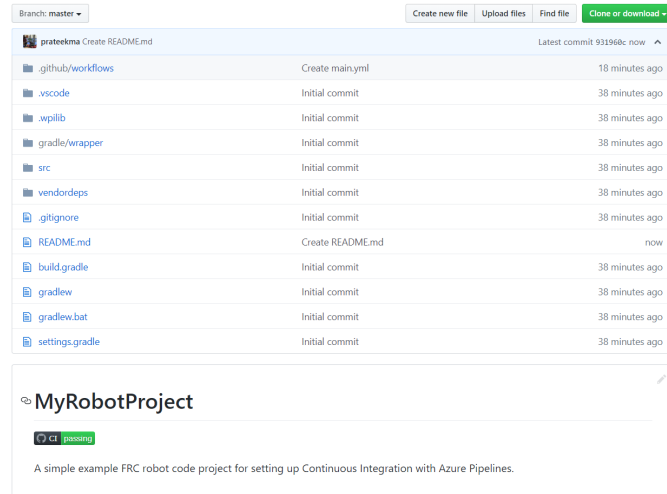 Branch: master Create new file Upload files Find file Clone or download
prateekma Create README.md Latest commit 931960c now
.github/workflows Create main.yml 18 minutes ago
.vscode Initial commit 38 minutes ago
.wpilib Initial commit 38 minutes ago
gradle/wrapper Initial commit 38 minutes ago
src Initial commit 38 minutes ago
vendordeps Initial commit 38 minutes ago
.gitignore Initial commit 38 minutes ago
README.md Create README.md now
build.gradle Initial commit 38 minutes ago
gradlew Initial commit 38 minutes ago
gradlew.bat Initial commit 38 minutes ago
settings.gradle Initial commit 38 minutes ago
MyRobotProject
CI passing
A simple example FRC robot code project for setting up Continuous Integration with Azure Pipelines.